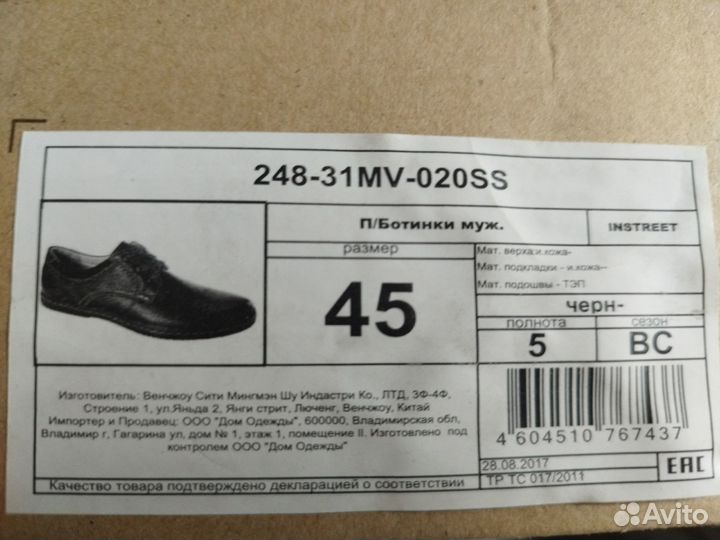 248-31MV-020SS
П/Ботинки муж.
INSTREET
размер
45
Мат. верха:и.кожа-
Мат. подкладки - и.кожа--
Мат. подошвы - ТЭП
черн-
полнота
сезон
5
ВС
Изготовитель: Венчжоу Сити Мингмэн Шу Индастри Ко., ЛТД, 3Ф-4Ф,
Строение 1, ул.Яньда 2, Янги стрит, Люченг, Венчжоу, Китай
Импортер и Продавец: ООО "Дом Одежды", 600000, Владимирская обл,
Владимир г, Гагарина ул, дом № 1, этаж 1, помещение II. Изготовлено под
контролем ООО "Дом Одежды"
4 604510 767437
28.08.2017
ТР ТС 017/2011
ЕАС
Качество товара подтверждено декларацией о соответствии
Avito